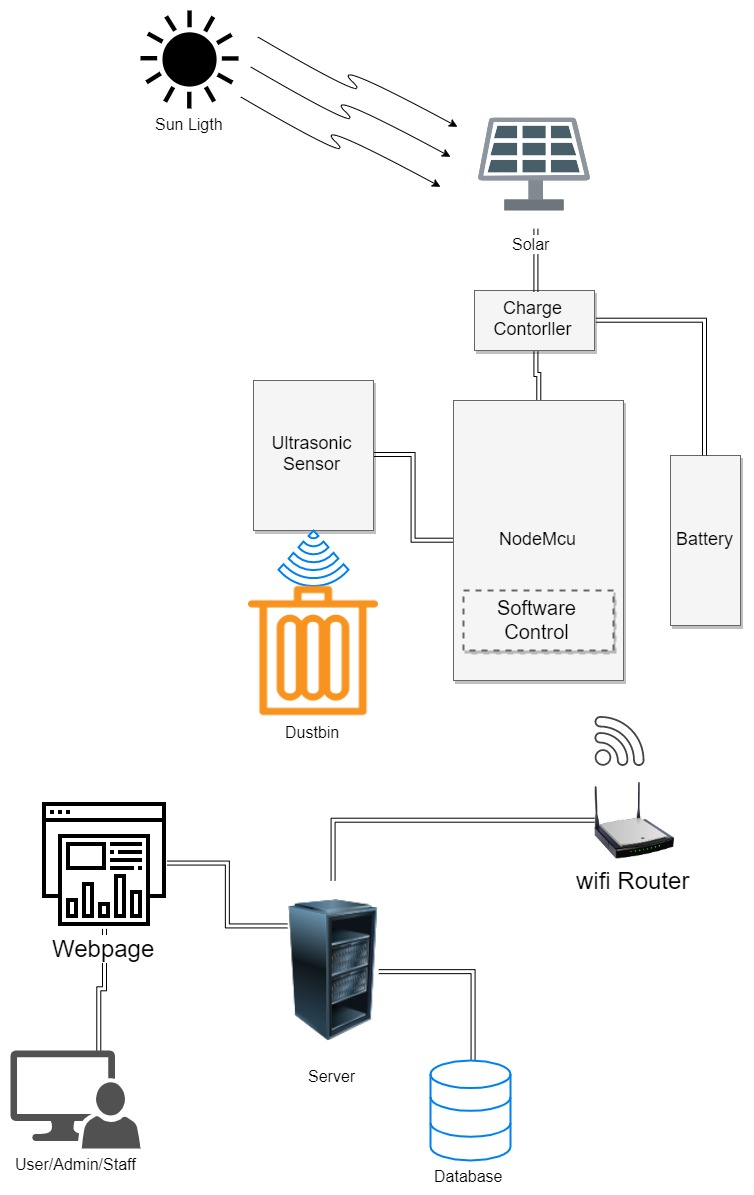 Sun Ligth
Solar
Charge
Contorller
Ultrasonic
Sensor
NodeMcu
Battery
Software
Control
Dustbin
wifi Router
Webpage
Server
User/Admin/Staff
Database